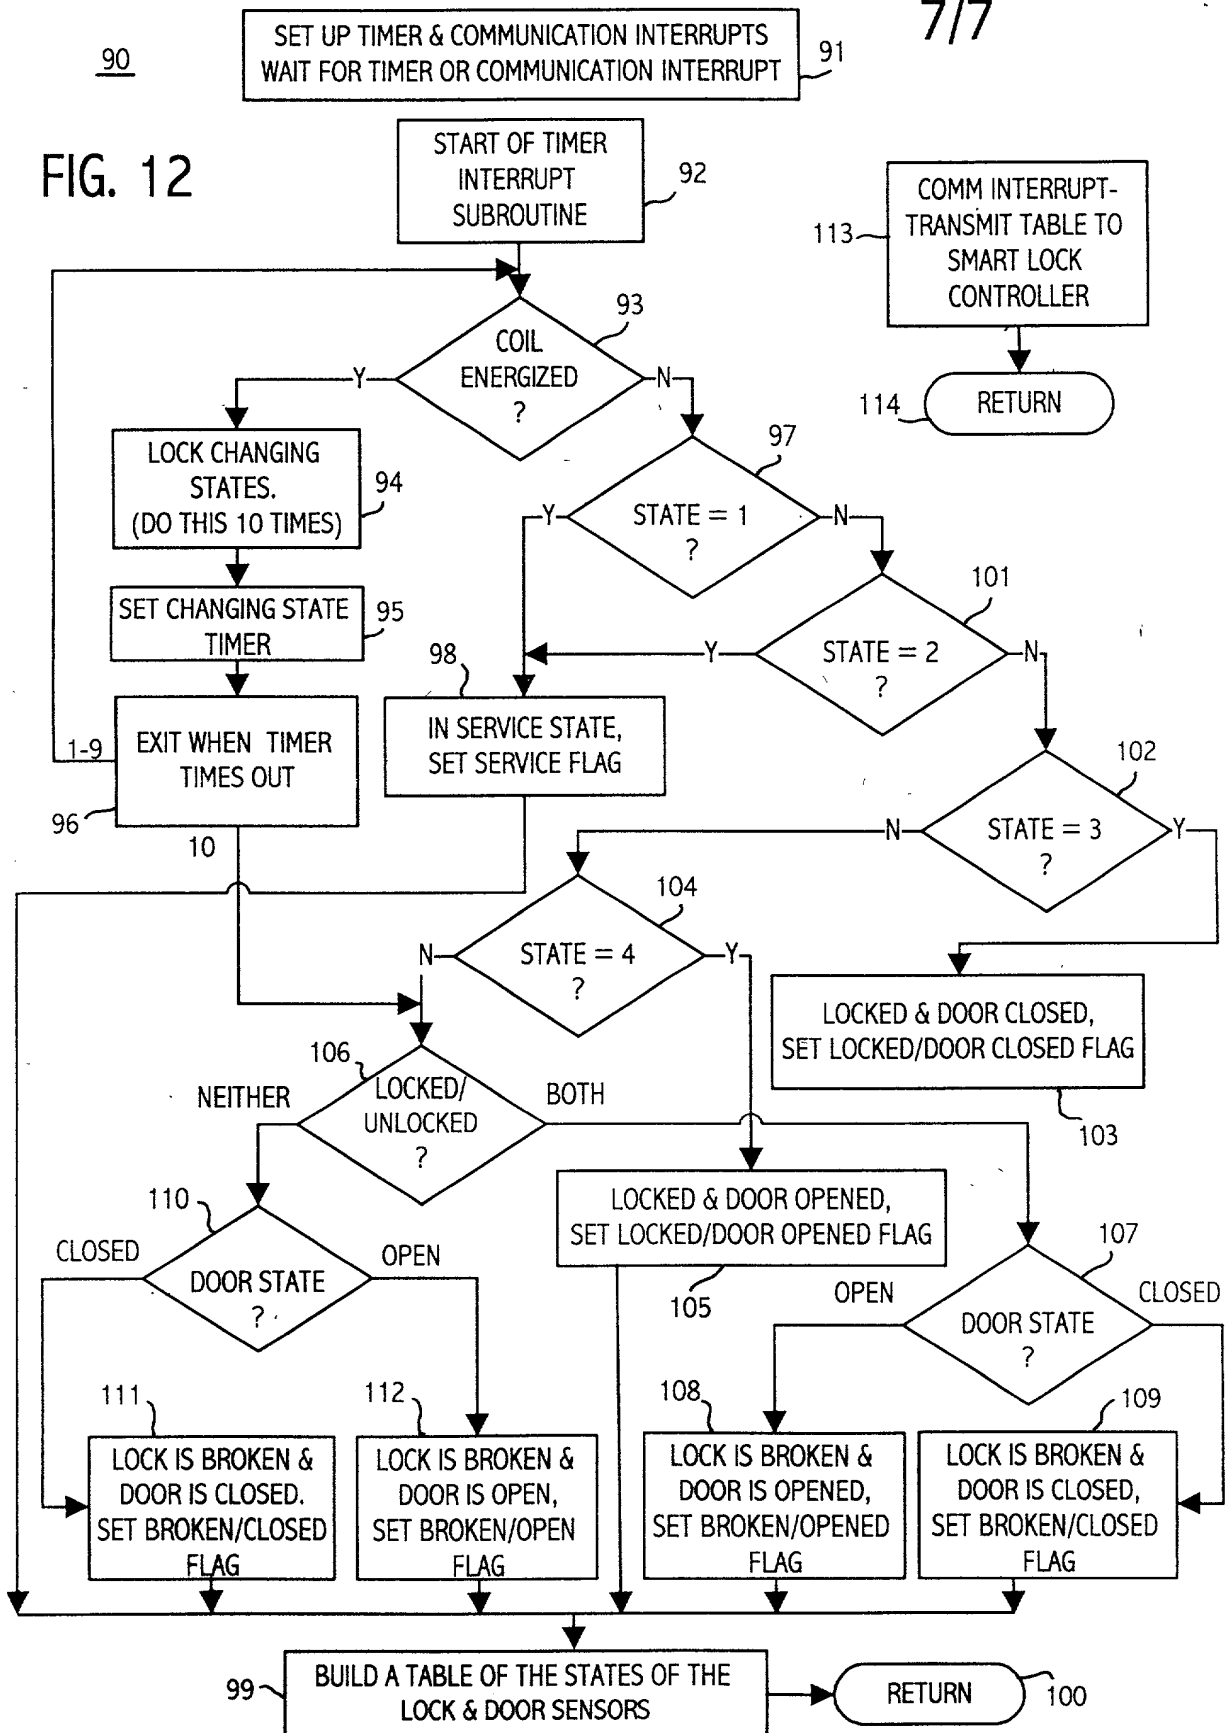 7/7
90
SET UP TIMER & COMMUNICATION INTERRUPTS
WAIT FOR TIMER OR COMMUNICATION INTERRUPT
91
FIG. 12
START OF TIMER
INTERRUPT
SUBROUTINE
92
COMM INTERRUPT-
TRANSMIT TABLE TO
SMART LOCK
CONTROLLER
113
RETURN
114
COIL
ENERGIZED
?
93
Y
N
LOCK CHANGING
STATES.
(DO THIS 10 TIMES)
94
STATE = 1
?
97
Y
N
SET CHANGING STATE
TIMER
95
STATE = 2
?
101
Y
N
EXIT WHEN TIMER
TIMES OUT
96
1-9
10
98
IN SERVICE STATE,
SET SERVICE FLAG
STATE = 3
?
102
N
Y
STATE = 4
?
104
N
Y
LOCKED & DOOR CLOSED,
SET LOCKED/DOOR CLOSED FLAG
103
106
LOCKED/
UNLOCKED
?
NEITHER
BOTH
LOCKED & DOOR OPENED,
SET LOCKED/DOOR OPENED FLAG
105
110
CLOSED
OPEN
DOOR STATE
?
107
OPEN
CLOSED
DOOR STATE
?
111
LOCK IS BROKEN &
DOOR IS CLOSED.
SET BROKEN/CLOSED
FLAG
112
LOCK IS BROKEN &
DOOR IS OPEN,
SET BROKEN/OPEN
FLAG
108
LOCK IS BROKEN &
DOOR IS OPENED,
SET BROKEN/OPENED
FLAG
109
LOCK IS BROKEN &
DOOR IS CLOSED,
SET BROKEN/CLOSED
FLAG
99
BUILD A TABLE OF THE STATES OF THE
LOCK & DOOR SENSORS
RETURN
100